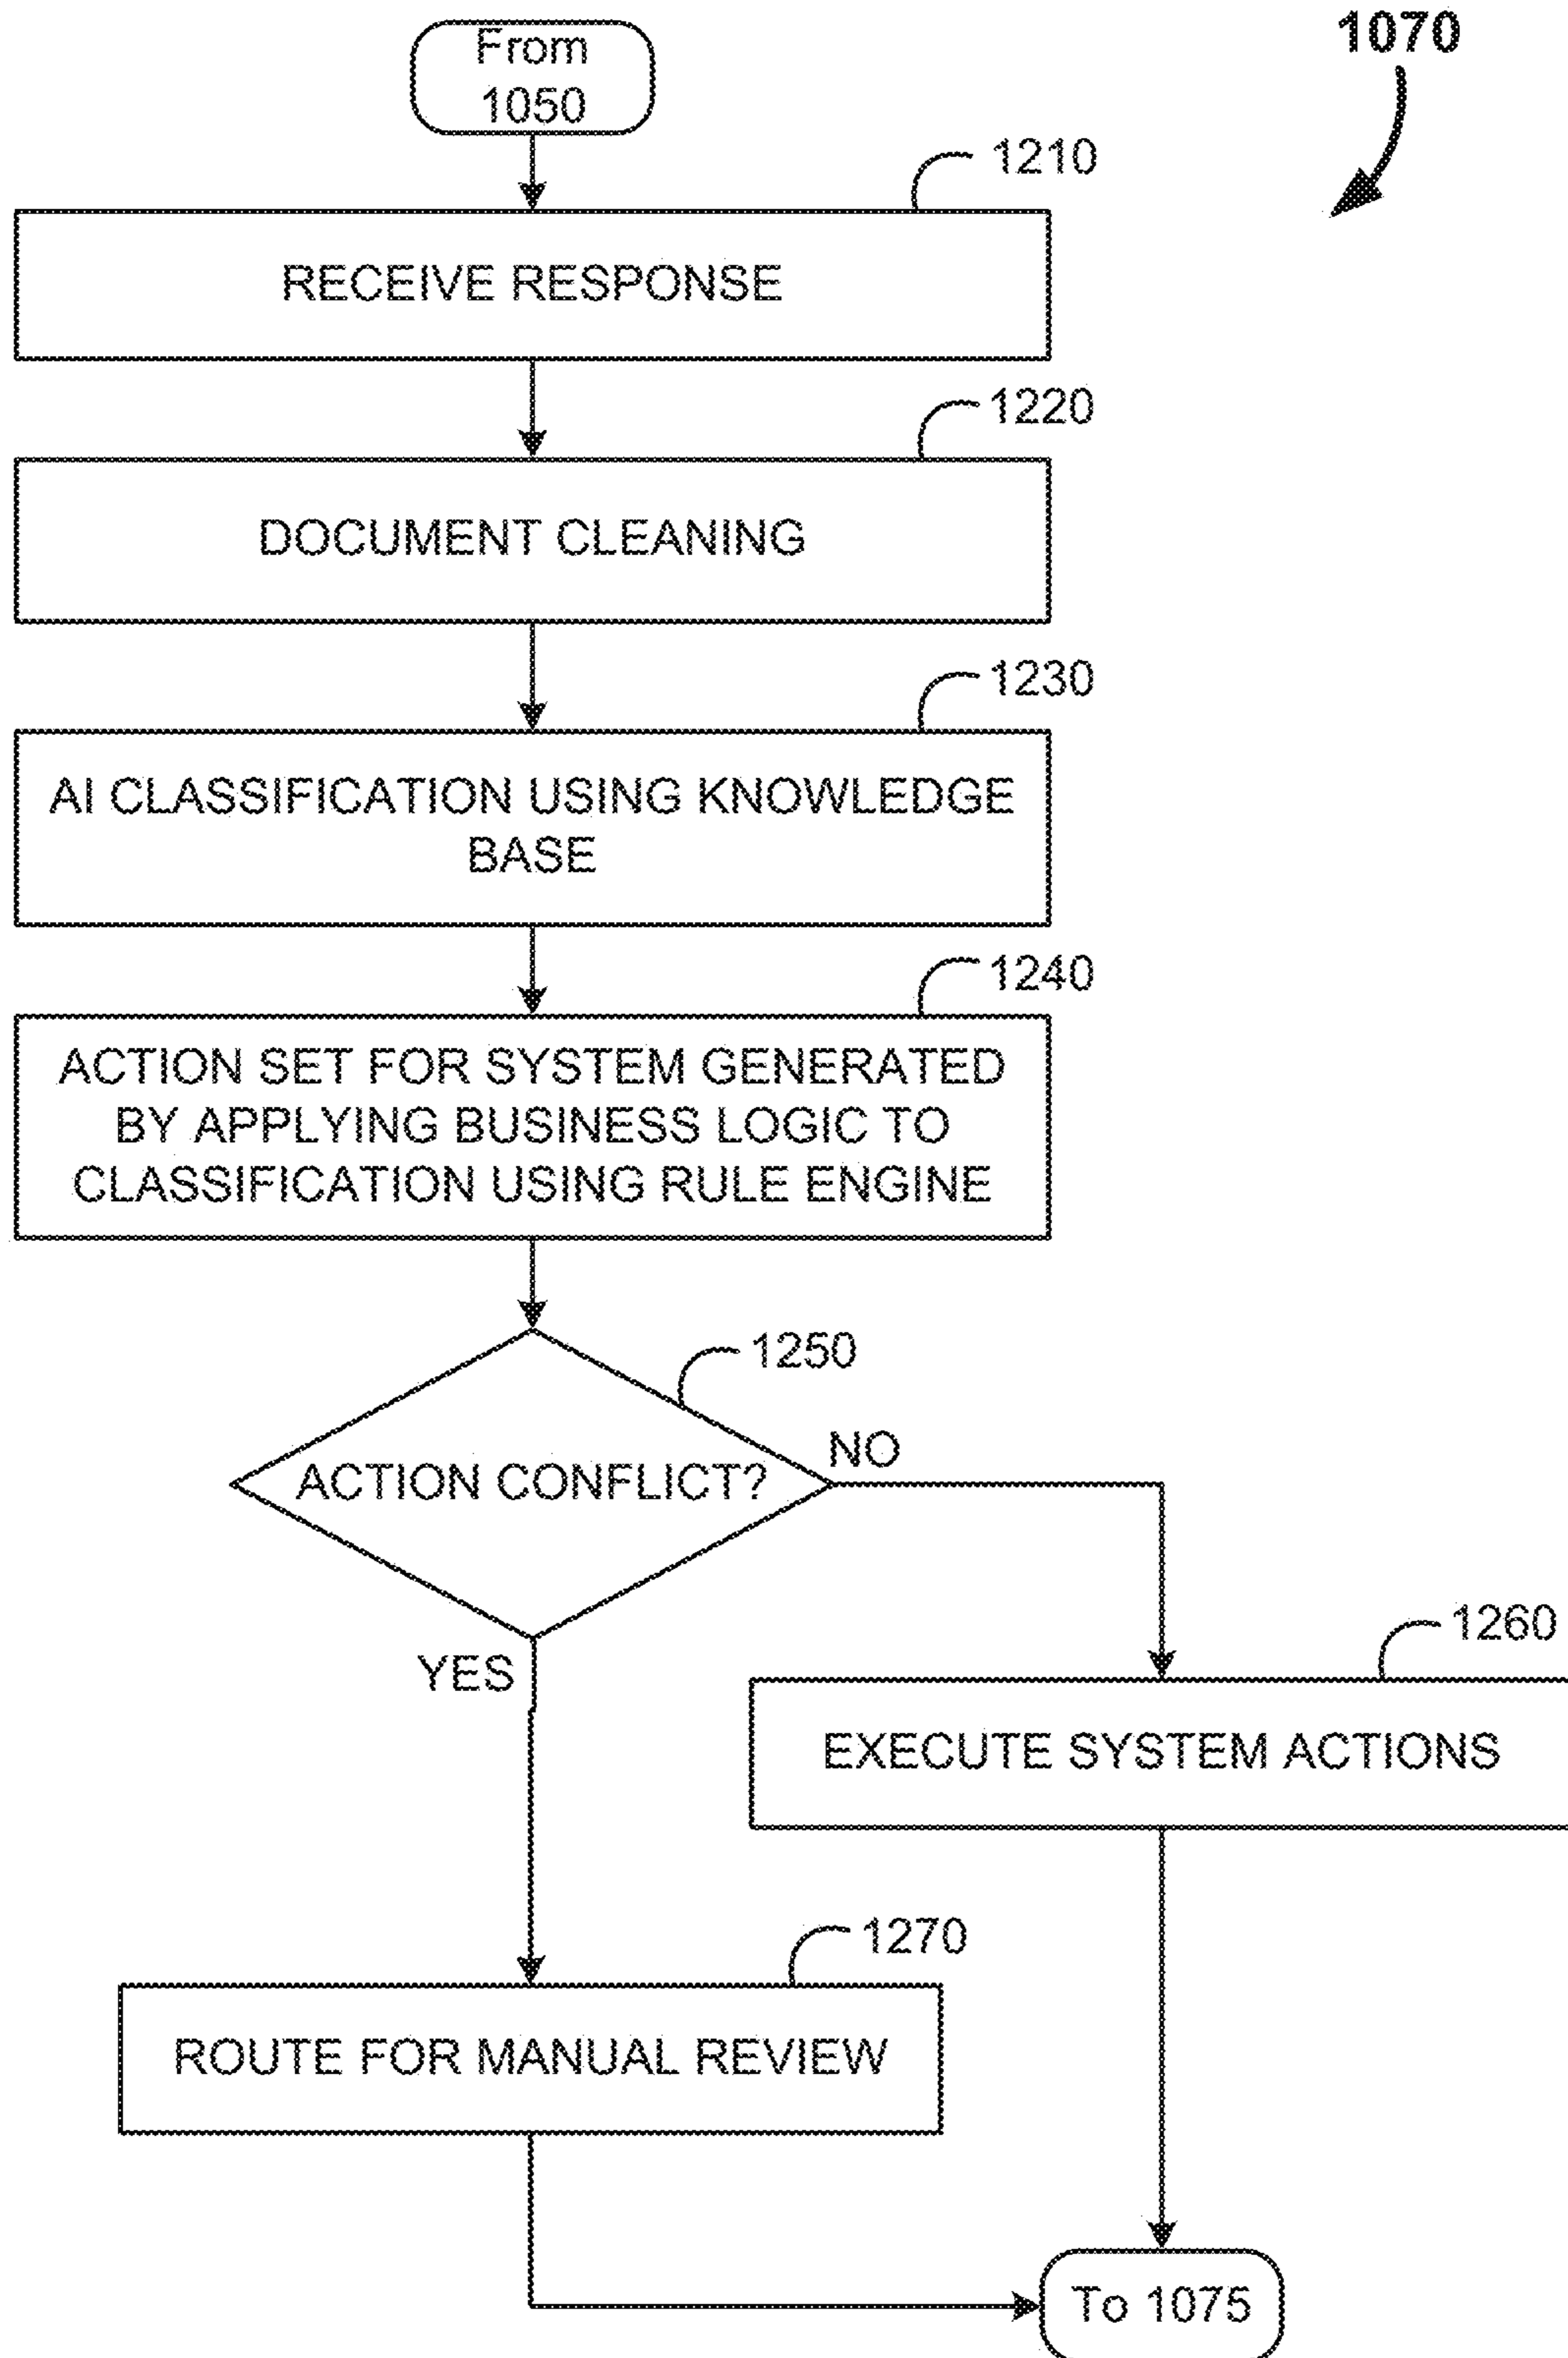 From
1050
1070
1210
RECEIVE RESPONSE
1220
DOCUMENT CLEANING
1230
AI CLASSIFICATION USING KNOWLEDGE
BASE
1240
ACTION SET FOR SYSTEM GENERATED
BY APPLYING BUSINESS LOGIC TO
CLASSIFICATION USING RULE ENGINE
1250
ACTION CONFLICT?
NO
YES
1260
EXECUTE SYSTEM ACTIONS
1270
ROUTE FOR MANUAL REVIEW
To 1075